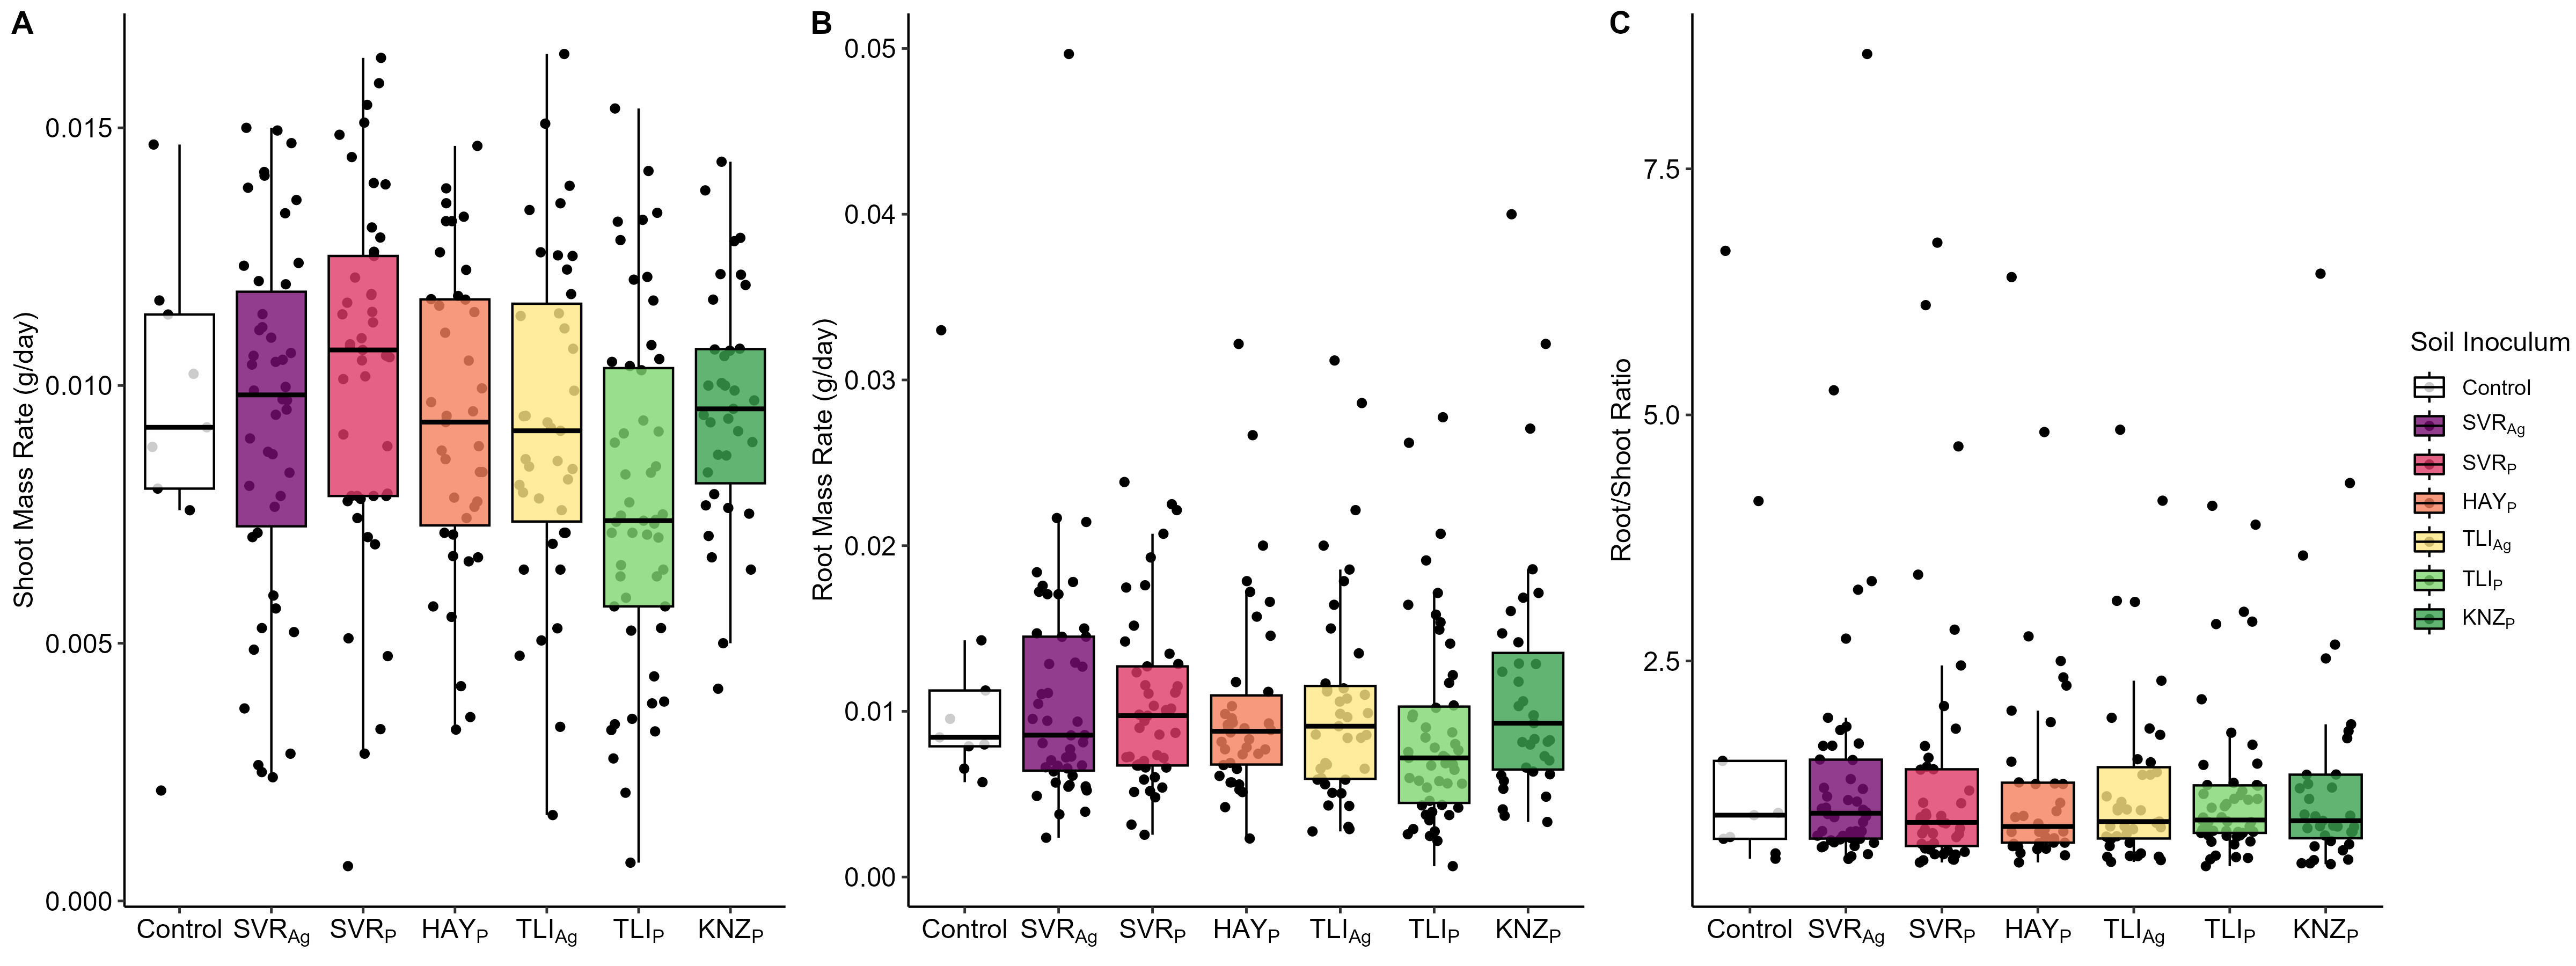 A
Shoot Mass Rate (g/day)
0.015
0.010
0.005
0.000
Control SVRAg SVRP HAYP TLIAg TLIP KNZP
B
Root Mass Rate (g/day)
0.05
0.04
0.03
0.02
0.01
0.00
Control SVRAg SVRP HAYP TLIAg TLIP KNZP
C
Root/Shoot Ratio
7.5
5.0
2.5
Control SVRAg SVRP HAYP TLIAg TLIP KNZP
Soil Inoculum
Control
SVRAg
SVRP
HAYP
TLIAg
TLIP
KNZP